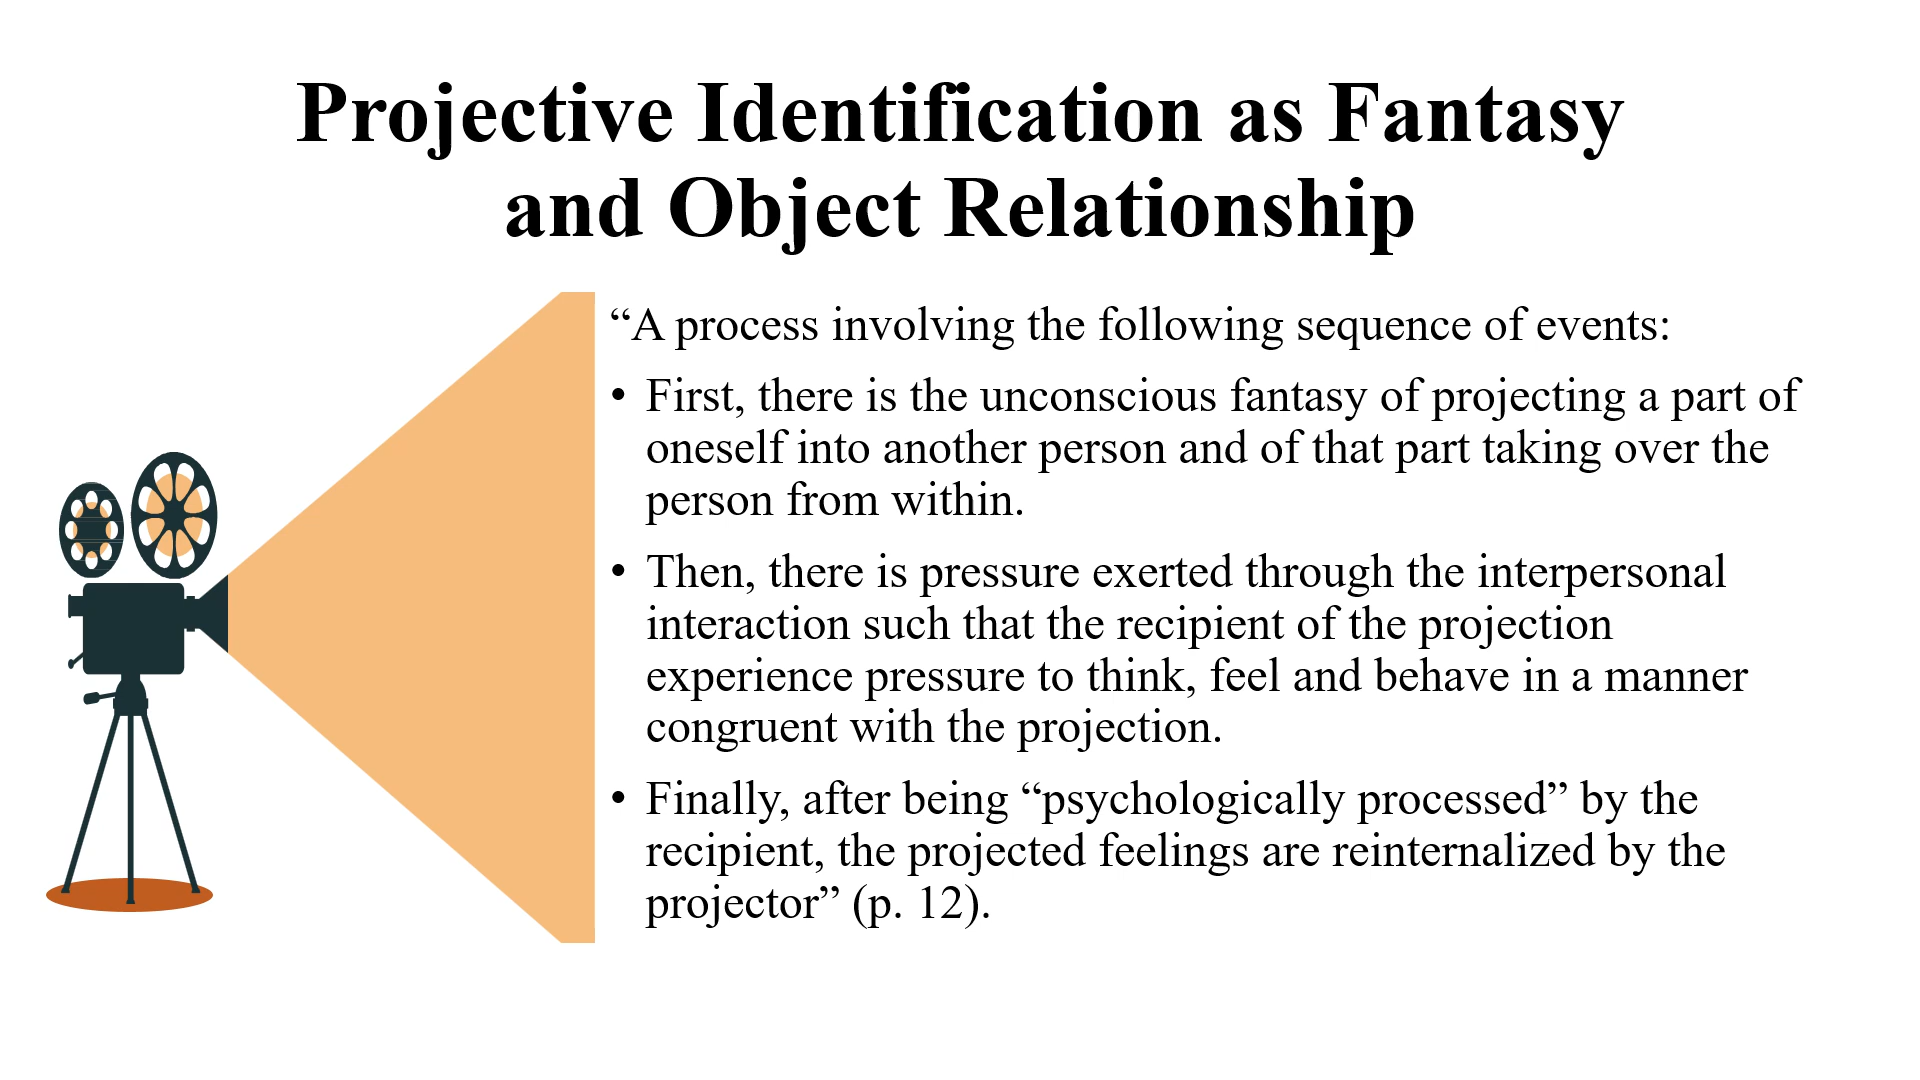 Projective Identification as Fantasy
and Object Relationship
“A process involving the following sequence of events:
• First, there is the unconscious fantasy of projecting a part of
oneself into another person and of that part taking over the
person from within.
• Then, there is pressure exerted through the interpersonal
interaction such that the recipient of the projection
experience pressure to think, feel and behave in a manner
congruent with the projection.
• Finally, after being “psychologically processed” by the
recipient, the projected feelings are reinternalized by the
projector” (p. 12).